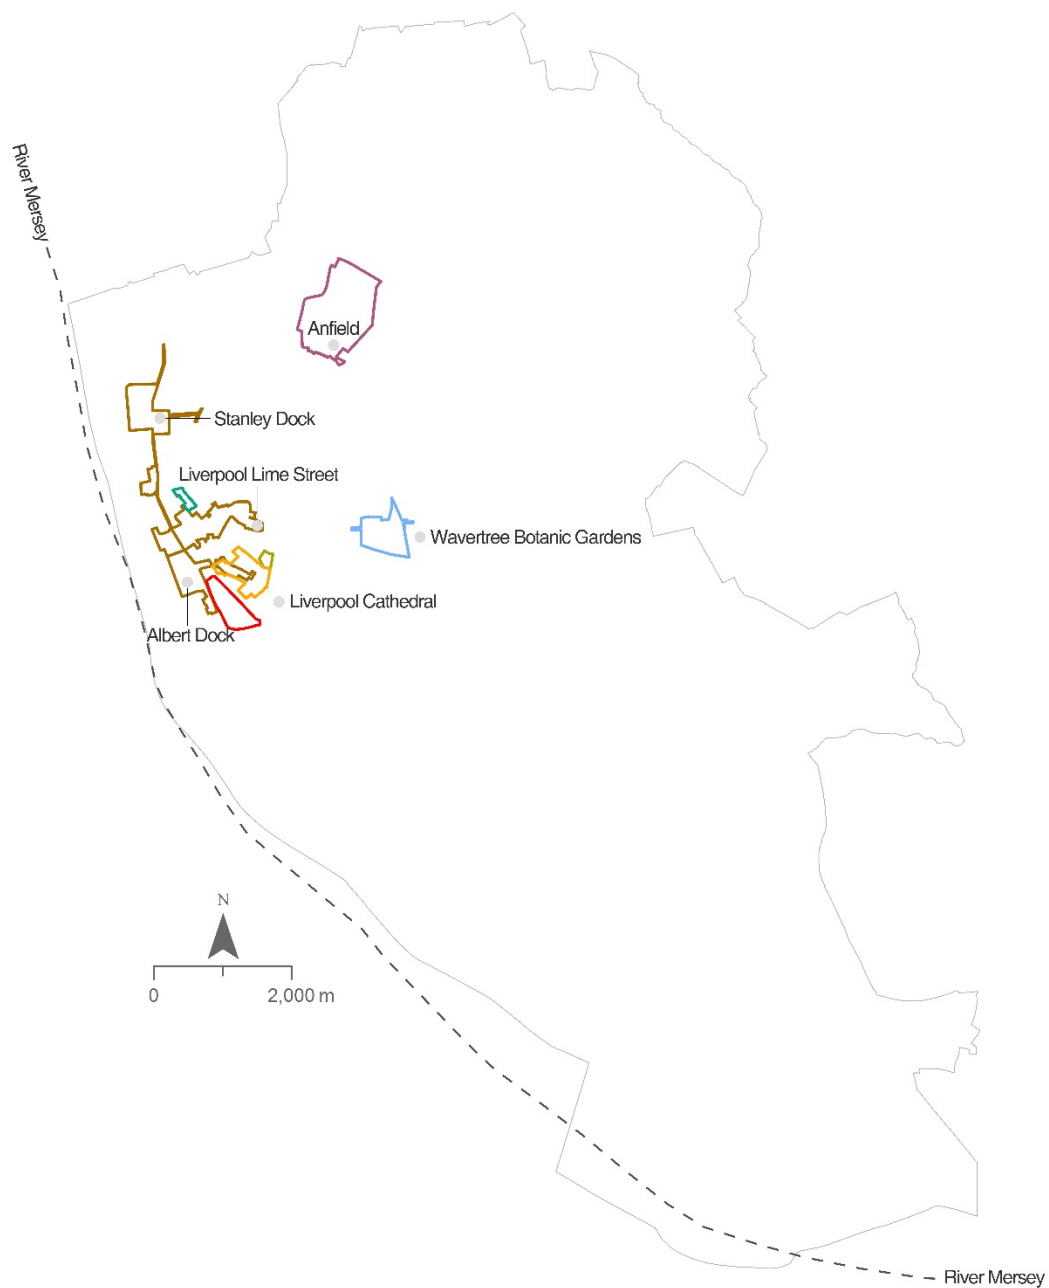 River Mersey
Anfield
Stanley Dock
Liverpool Lime Street
Wavertree Botanic Gardens
Liverpool Cathedral
Albert Dock
N
0
2,000 m
River Mersey